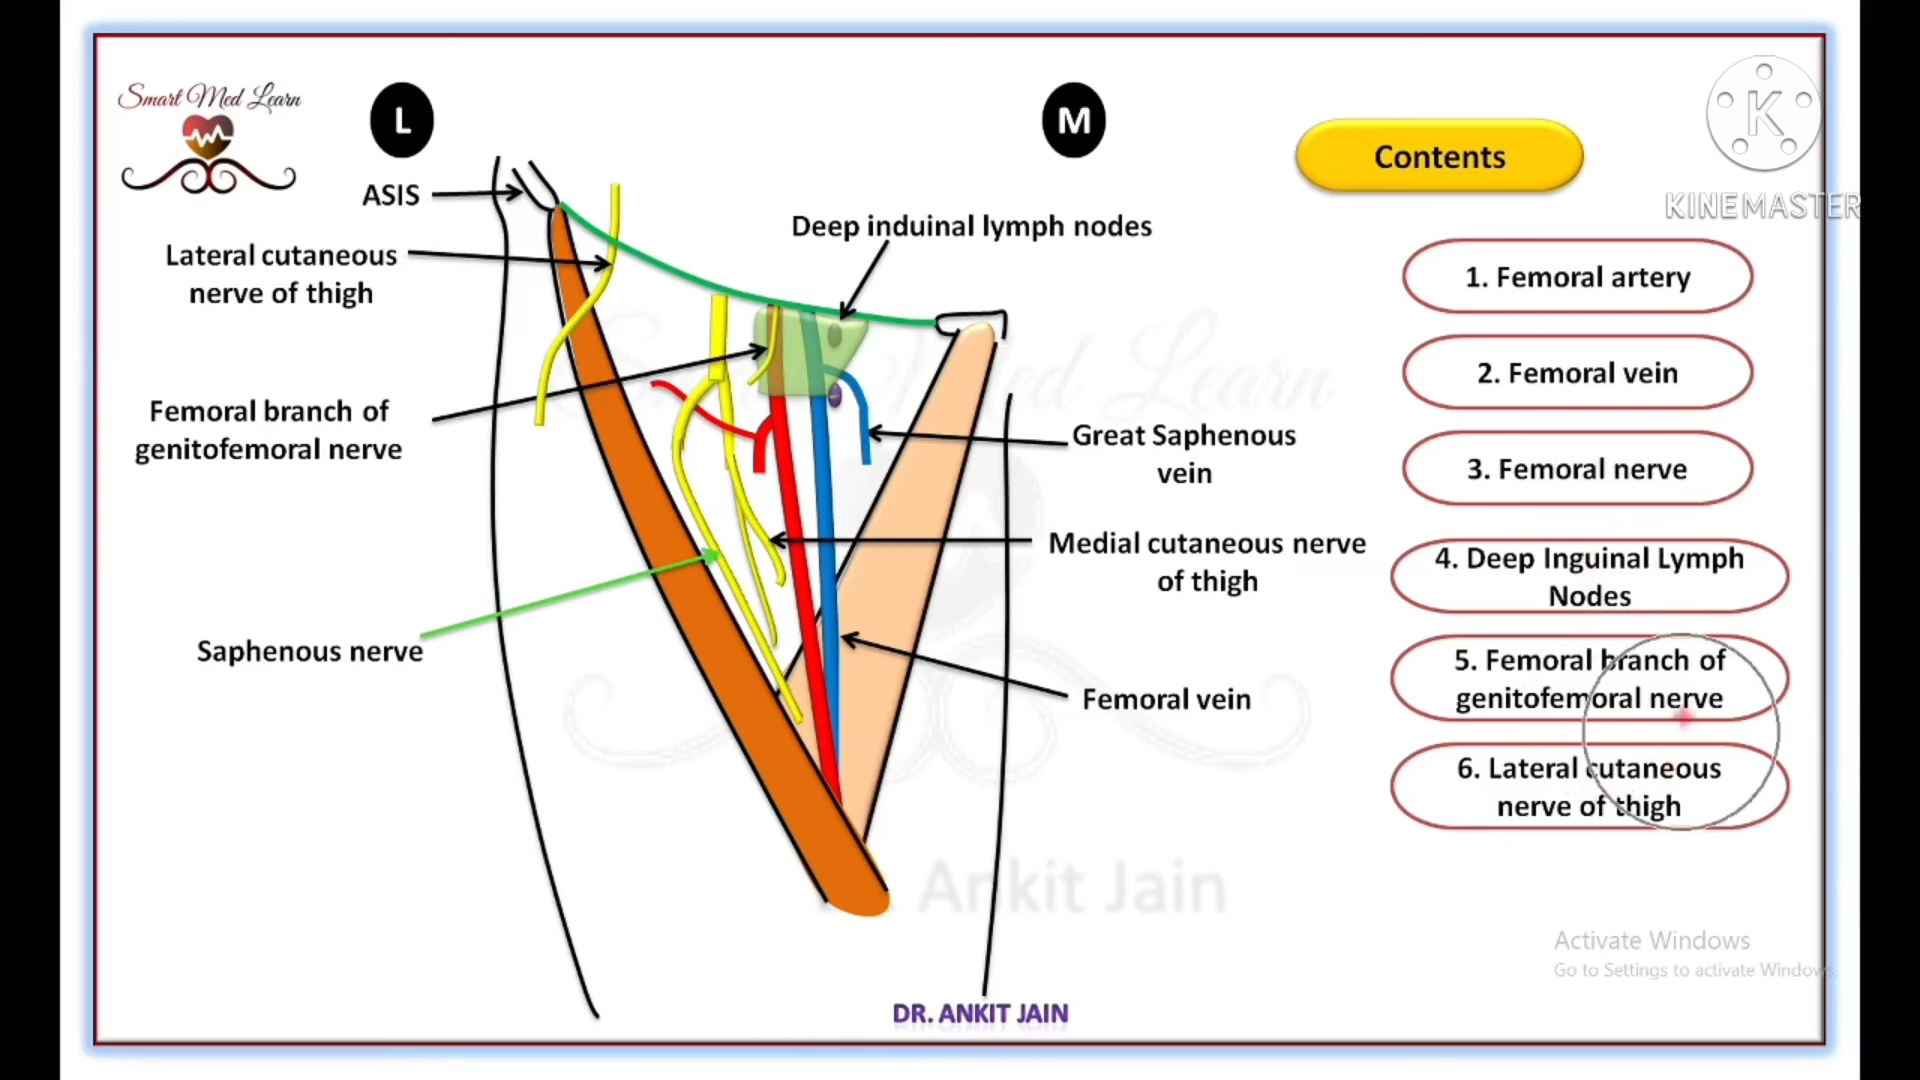 Smart Med Learn
L
M
Contents
K
KINEMASTER
ASIS
Deep induinal lymph nodes
Lateral cutaneous
nerve of thigh
1. Femoral artery
2. Femoral vein
Femoral branch of
genitofemoral nerve
Great Saphenous
vein
3. Femoral nerve
Medial cutaneous nerve
of thigh
4. Deep Inguinal Lymph
Nodes
Saphenous nerve
Femoral vein
5. Femoral branch of
genitofemoral nerve
6. Lateral cutaneous
nerve of thigh
Smart Med Learn
Ankit Jain
Activate Windows
Go to Settings to activate Windows.
DR. ANKIT JAIN